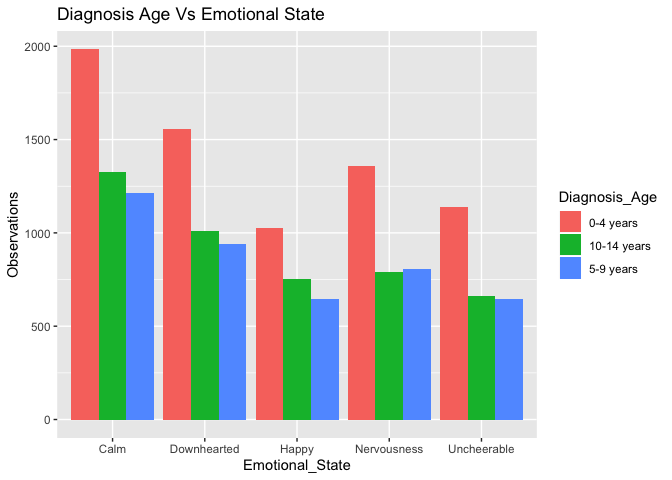 Diagnosis Age Vs Emotional State
Observations
2000
1500
1000
500
0
Calm
Downhearted
Happy
Nervousness
Uncheerable
Emotional_State
Diagnosis_Age
0-4 years
10-14 years
5-9 years